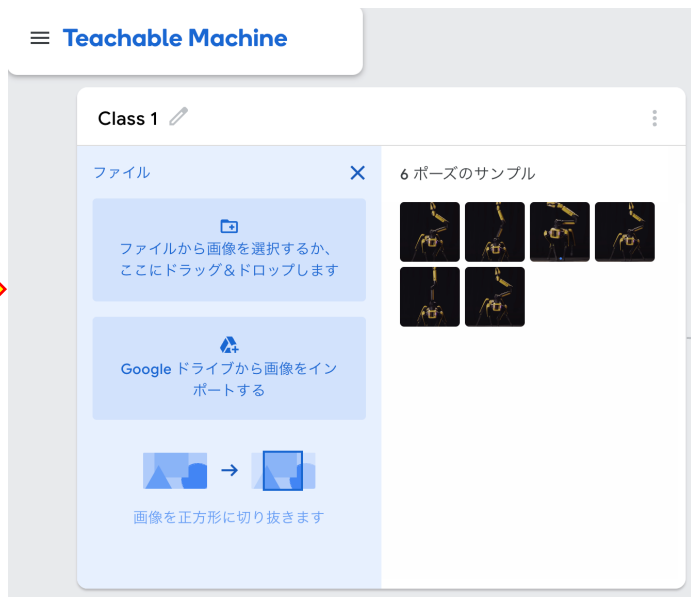 Teachable Machine
Class 1
ファイル
6 ポーズのサンプル
ファイルから画像を選択するか、
ここにドラッグ＆ドロップします
Google ドライブから画像をイン
ポートする
画像を正方形に切り抜きます